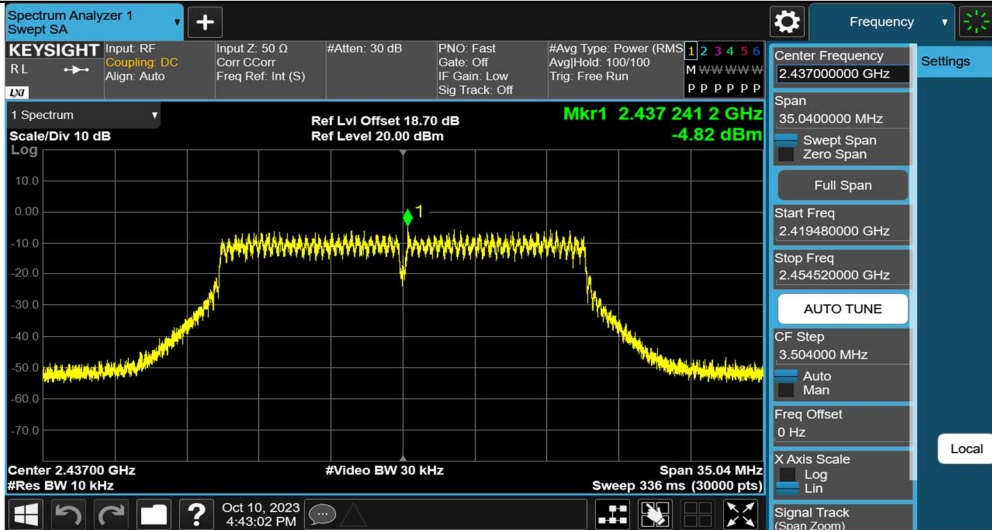 Spectrum Analyzer 1
Swept SA
+
Frequency
KEYSIGHT
RL
LXI
Input: RF
Coupling: DC
Align: Auto
Input Z: 50 Ω
Corr CCorr
Freq Ref: Int (S)
#Atten: 30 dB
PNO: Fast
Gate: Off
IF Gain: Low
Sig Track: Off
#Avg Type: Power (RMS
Avg|Hold: 100/100
Trig: Free Run
1 2 3 4 5 6
M W W W W W
P P P P P P
1 Spectrum
Scale/Div 10 dB
Log
Ref Lvl Offset 18.70 dB
Ref Level 20.00 dBm
Mkr1 2.437 241 2 GHz
-4.82 dBm
10.0
0.00
-10.0
-20.0
-30.0
-40.0
-50.0
-60.0
-70.0
1
Center 2.43700 GHz
#Res BW 10 kHz
#Video BW 30 kHz
Span 35.04 MHz
Sweep 336 ms (30000 pts)
Center Frequency
2.437000000 GHz
Span
35.0400000 MHz
Swept Span
Zero Span
Full Span
Start Freq
2.419480000 GHz
Stop Freq
2.454520000 GHz
AUTO TUNE
CF Step
3.504000 MHz
Auto
Man
Freq Offset
0 Hz
X Axis Scale
Log
Lin
Signal Track
(Span Zoom)
Settings
Local
?
Oct 10, 2023
4:43:02 PM